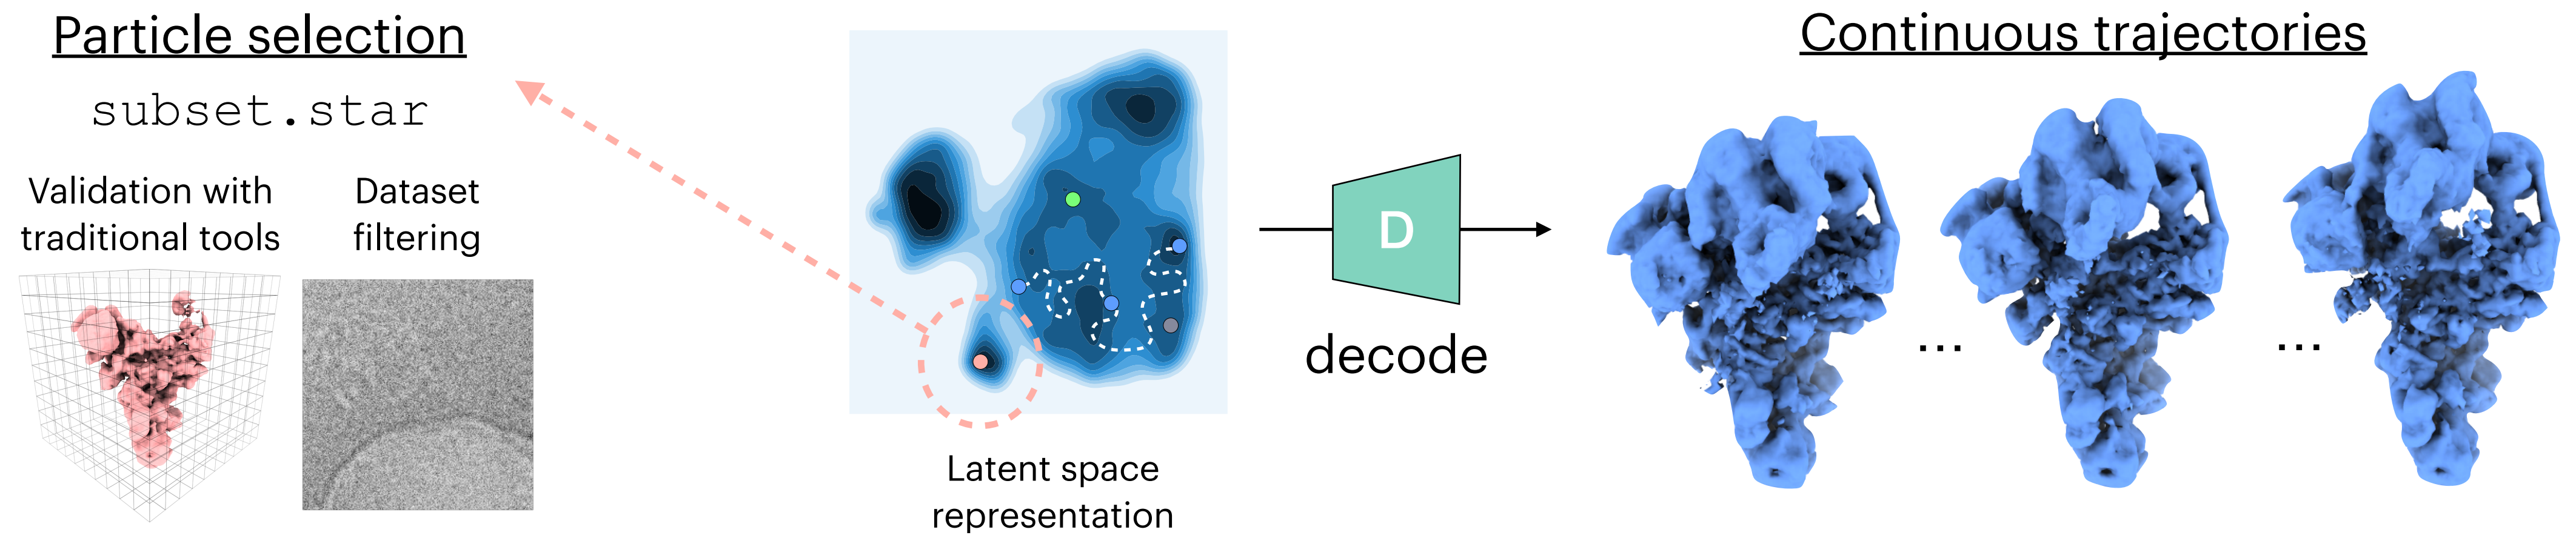 Particle selection
subset.star
Validation with
traditional tools
Dataset
filtering
Latent space
representation
D
decode
Continuous trajectories
...
...